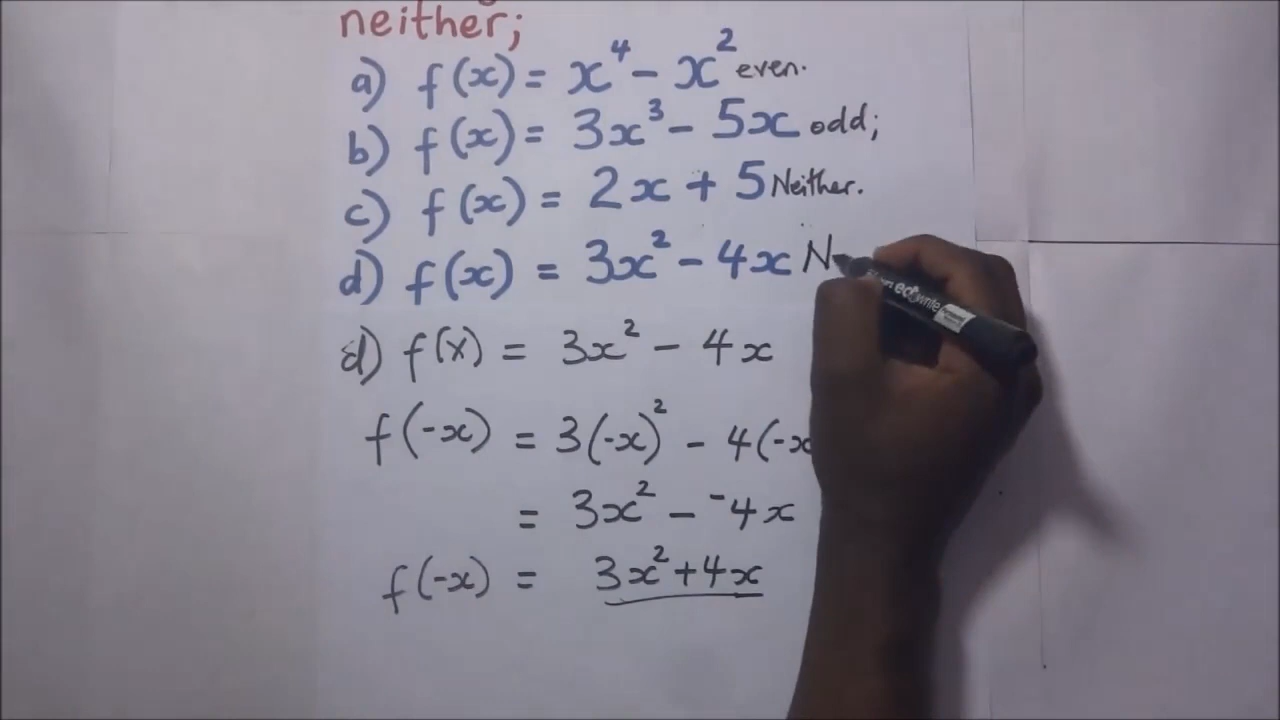 neither;
a) f(x) = x⁴ - x² even.
b) f(x) = 3x³ - 5x odd;
c) f(x) = 2x + 5 Neither.
d) f(x) = 3x² - 4x N
d) f(x) = 3x² - 4x
f(-x) = 3(-x)² - 4(-x
= 3x² - ⁻4x
f(-x) = 3x² + 4x